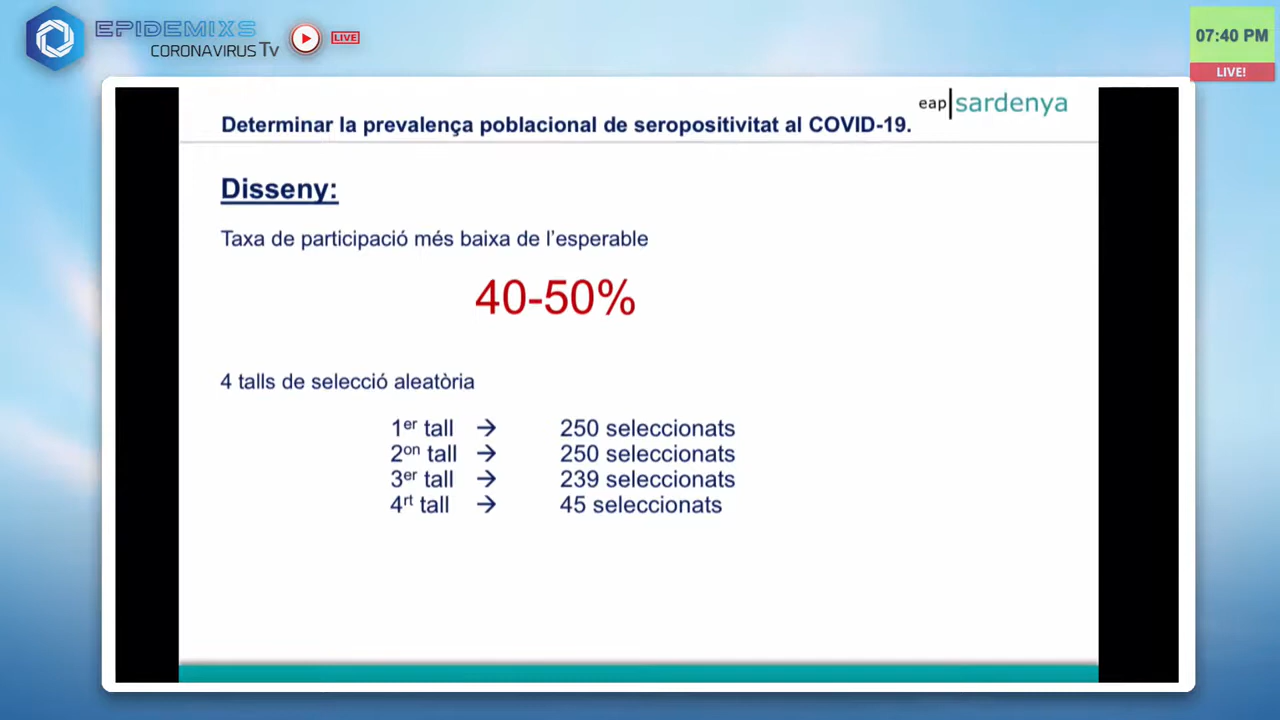 EPIDEMIXS
CORONAVIRUS Tv
LIVE
07:40 PM
LIVE!
eap|sardenya
Determinar la prevalença poblacional de seropositivitat al COVID-19.
Disseny:
Taxa de participació més baixa de l'esperable
40-50%
4 talls de selecció aleatòria
1er tall → 250 seleccionats
2on tall → 250 seleccionats
3er tall → 239 seleccionats
4rt tall → 45 seleccionats